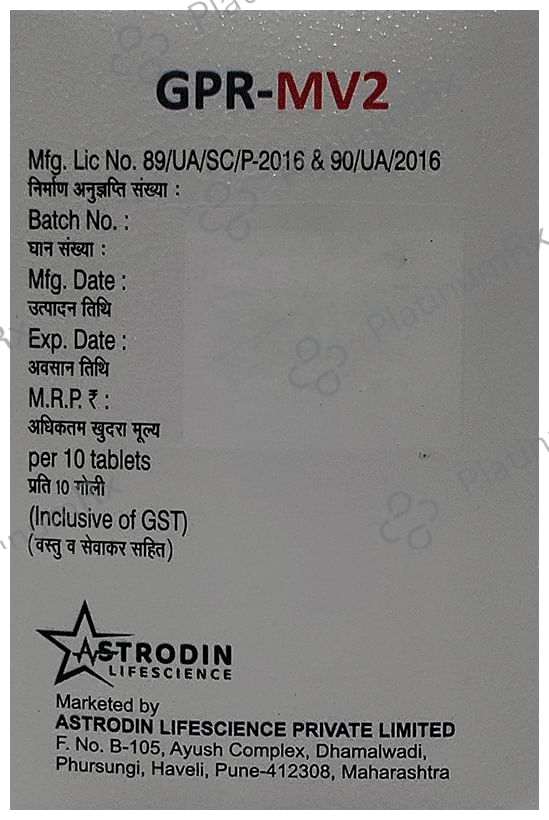 GPR-MV2
Mfg. Lic No. 89/UA/SC/P-2016 & 90/UA/2016
निर्माण अनुज्ञप्ति संख्या :
Batch No. :
घान संख्या :
Mfg. Date :
उत्पादन तिथि
Exp. Date :
अवसान तिथि
M.R.P. ₹ :
अधिकतम खुदरा मूल्य
per 10 tablets
प्रति 10 गोली
(Inclusive of GST)
(वस्तु व सेवाकर सहित)
ASTRODIN
LIFESCIENCE
Marketed by
ASTRODIN LIFESCIENCE PRIVATE LIMITED
F. No. B-105, Ayush Complex, Dhamalwadi,
Phursungi, Haveli, Pune-412308, Maharashtra
PlatinumRx